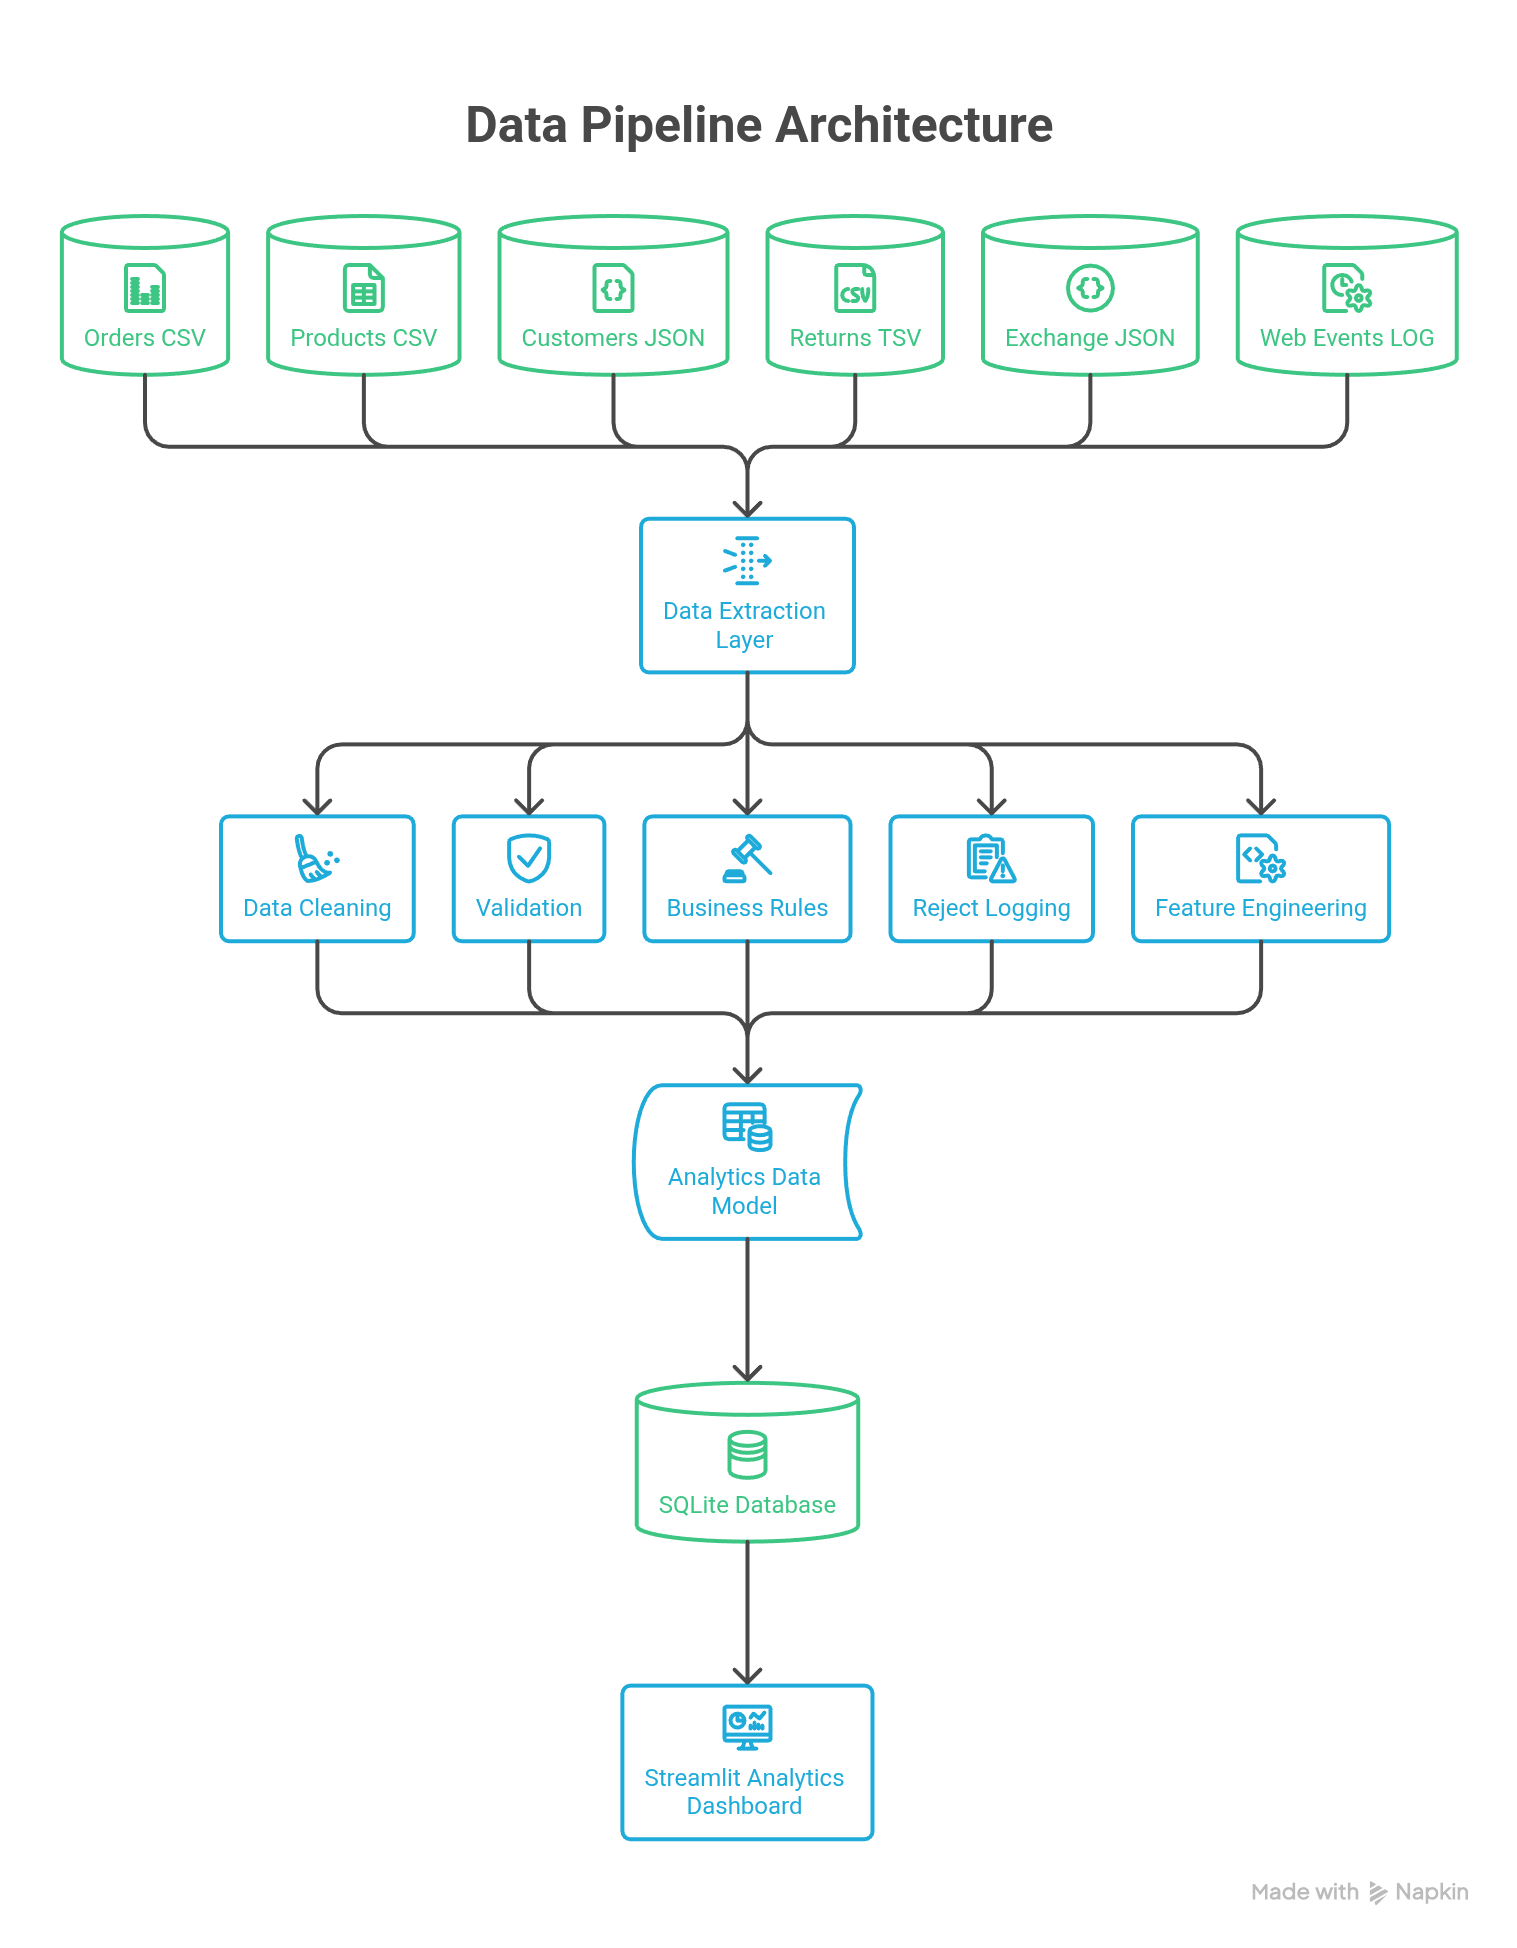 Data Pipeline Architecture
Orders CSV
Products CSV
Customers JSON
CSV
Returns TSV
Exchange JSON
Web Events LOG
Data Extraction
Layer
Data Cleaning
Validation
Business Rules
Reject Logging
Feature Engineering
Analytics Data
Model
SQLite Database
Streamlit Analytics
Dashboard
Made with Napkin